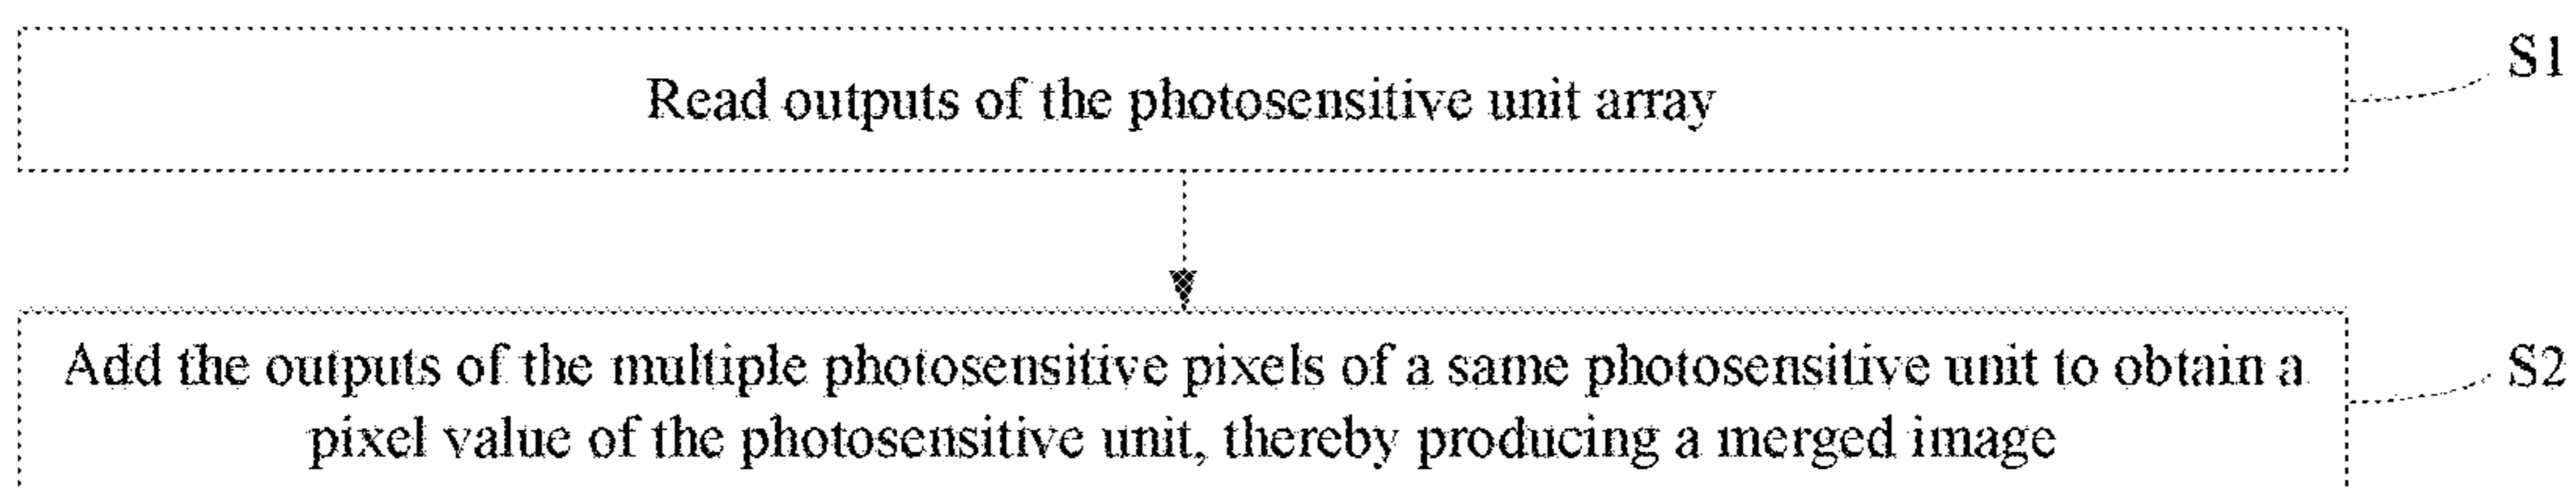 Read outputs of the photosensitive unit array
S1
Add the outputs of the multiple photosensitive pixels of a same photosensitive unit to obtain a
pixel value of the photosensitive unit, thereby producing a merged image
S2